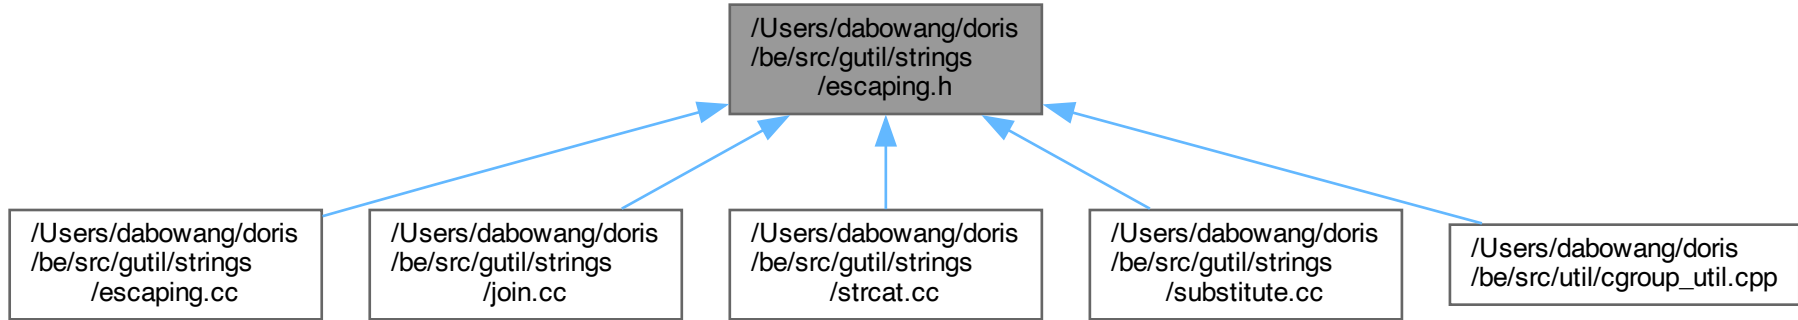 /Users/dabowang/doris
/be/src/gutil/strings
/escaping.h
/Users/dabowang/doris
/be/src/gutil/strings
/escaping.cc
/Users/dabowang/doris
/be/src/gutil/strings
/join.cc
/Users/dabowang/doris
/be/src/gutil/strings
/strcat.cc
/Users/dabowang/doris
/be/src/gutil/strings
/substitute.cc
/Users/dabowang/doris
/be/src/util/cgroup_util.cpp